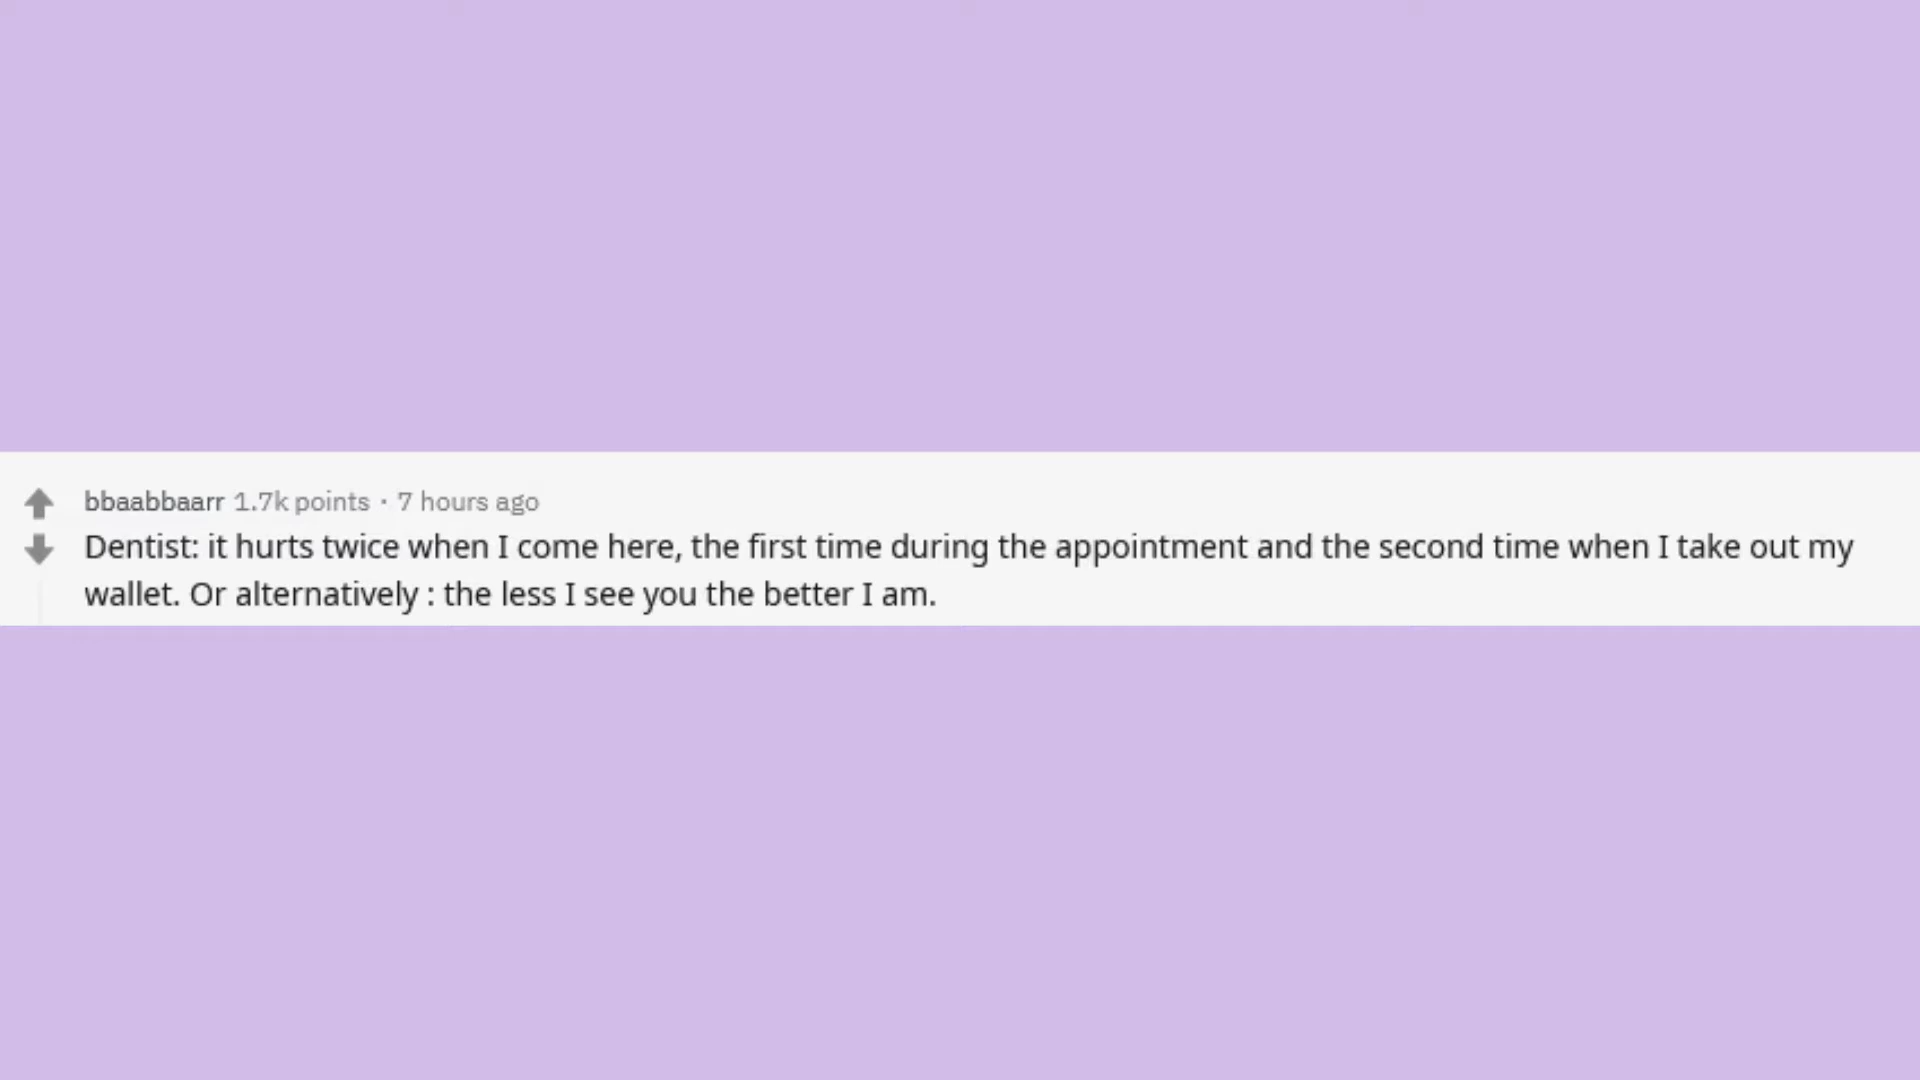 bbaabbaarr 1.7k points · 7 hours ago
Dentist: it hurts twice when I come here, the first time during the appointment and the second time when I take out my
wallet. Or alternatively : the less I see you the better I am.